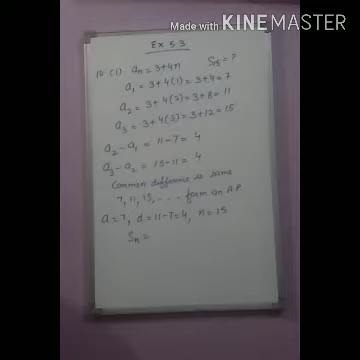 Made with KINEMASTER
Ex 5.3
10 (i) an = 3+4n S15 = ?
a1 = 3+4(1) = 3+4 = 7
a2 = 3+4(2) = 3+8 = 11
a3 = 3+4(3) = 3+12 = 15
a2 - a1 = 11-7 = 4
a3 - a2 = 15-11 = 4
Common difference is same
7, 11, 15, . . . . form an A.P.
a = 7, d = 11-7 = 4, n = 15
Sn =